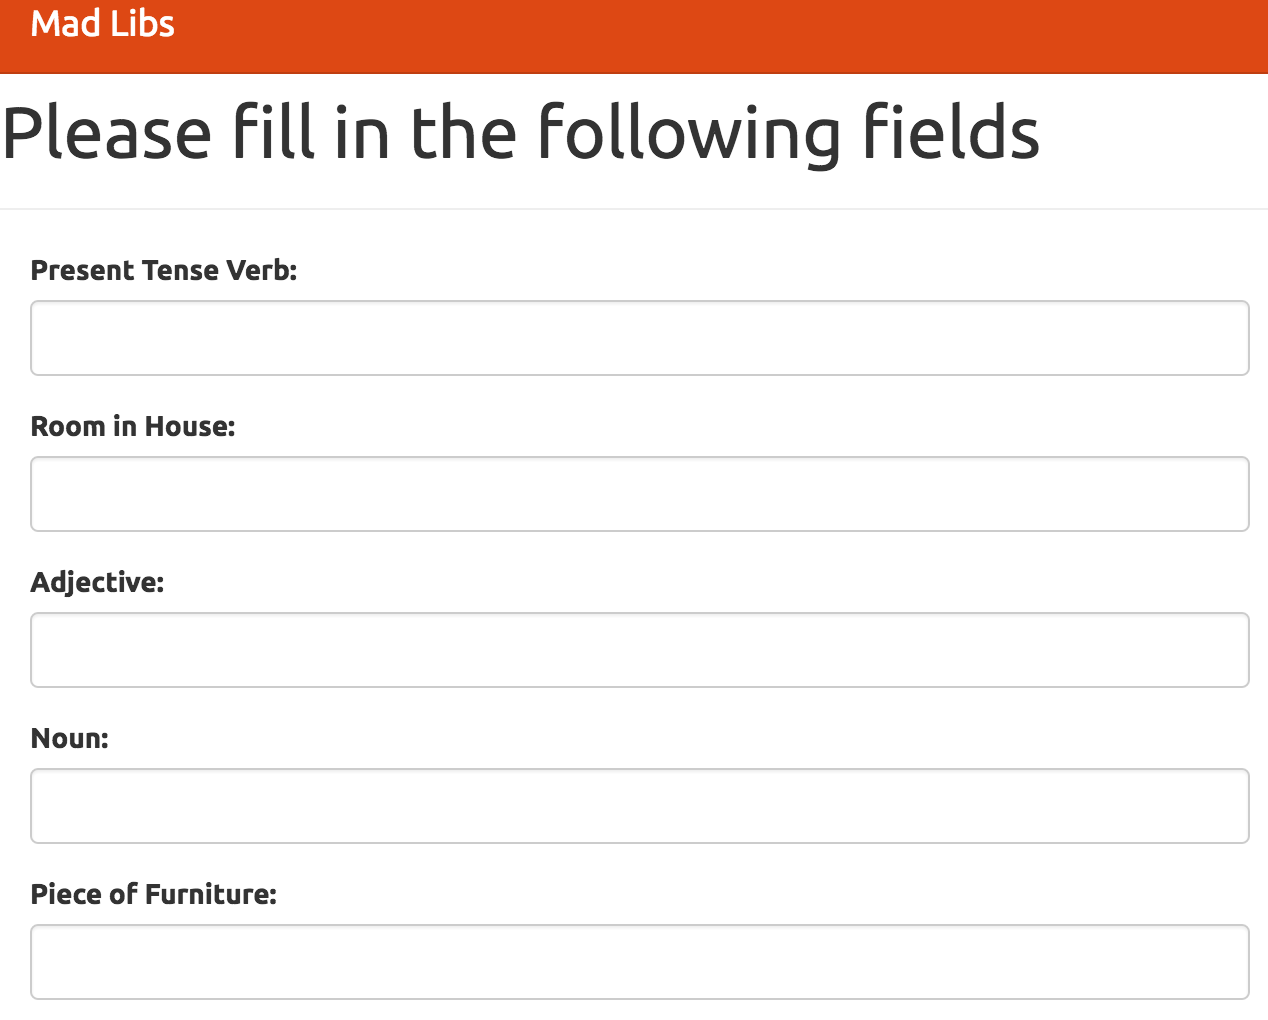 Mad Libs
Please fill in the following fields
Present Tense Verb:
Room in House:
Adjective:
Noun:
Piece of Furniture: